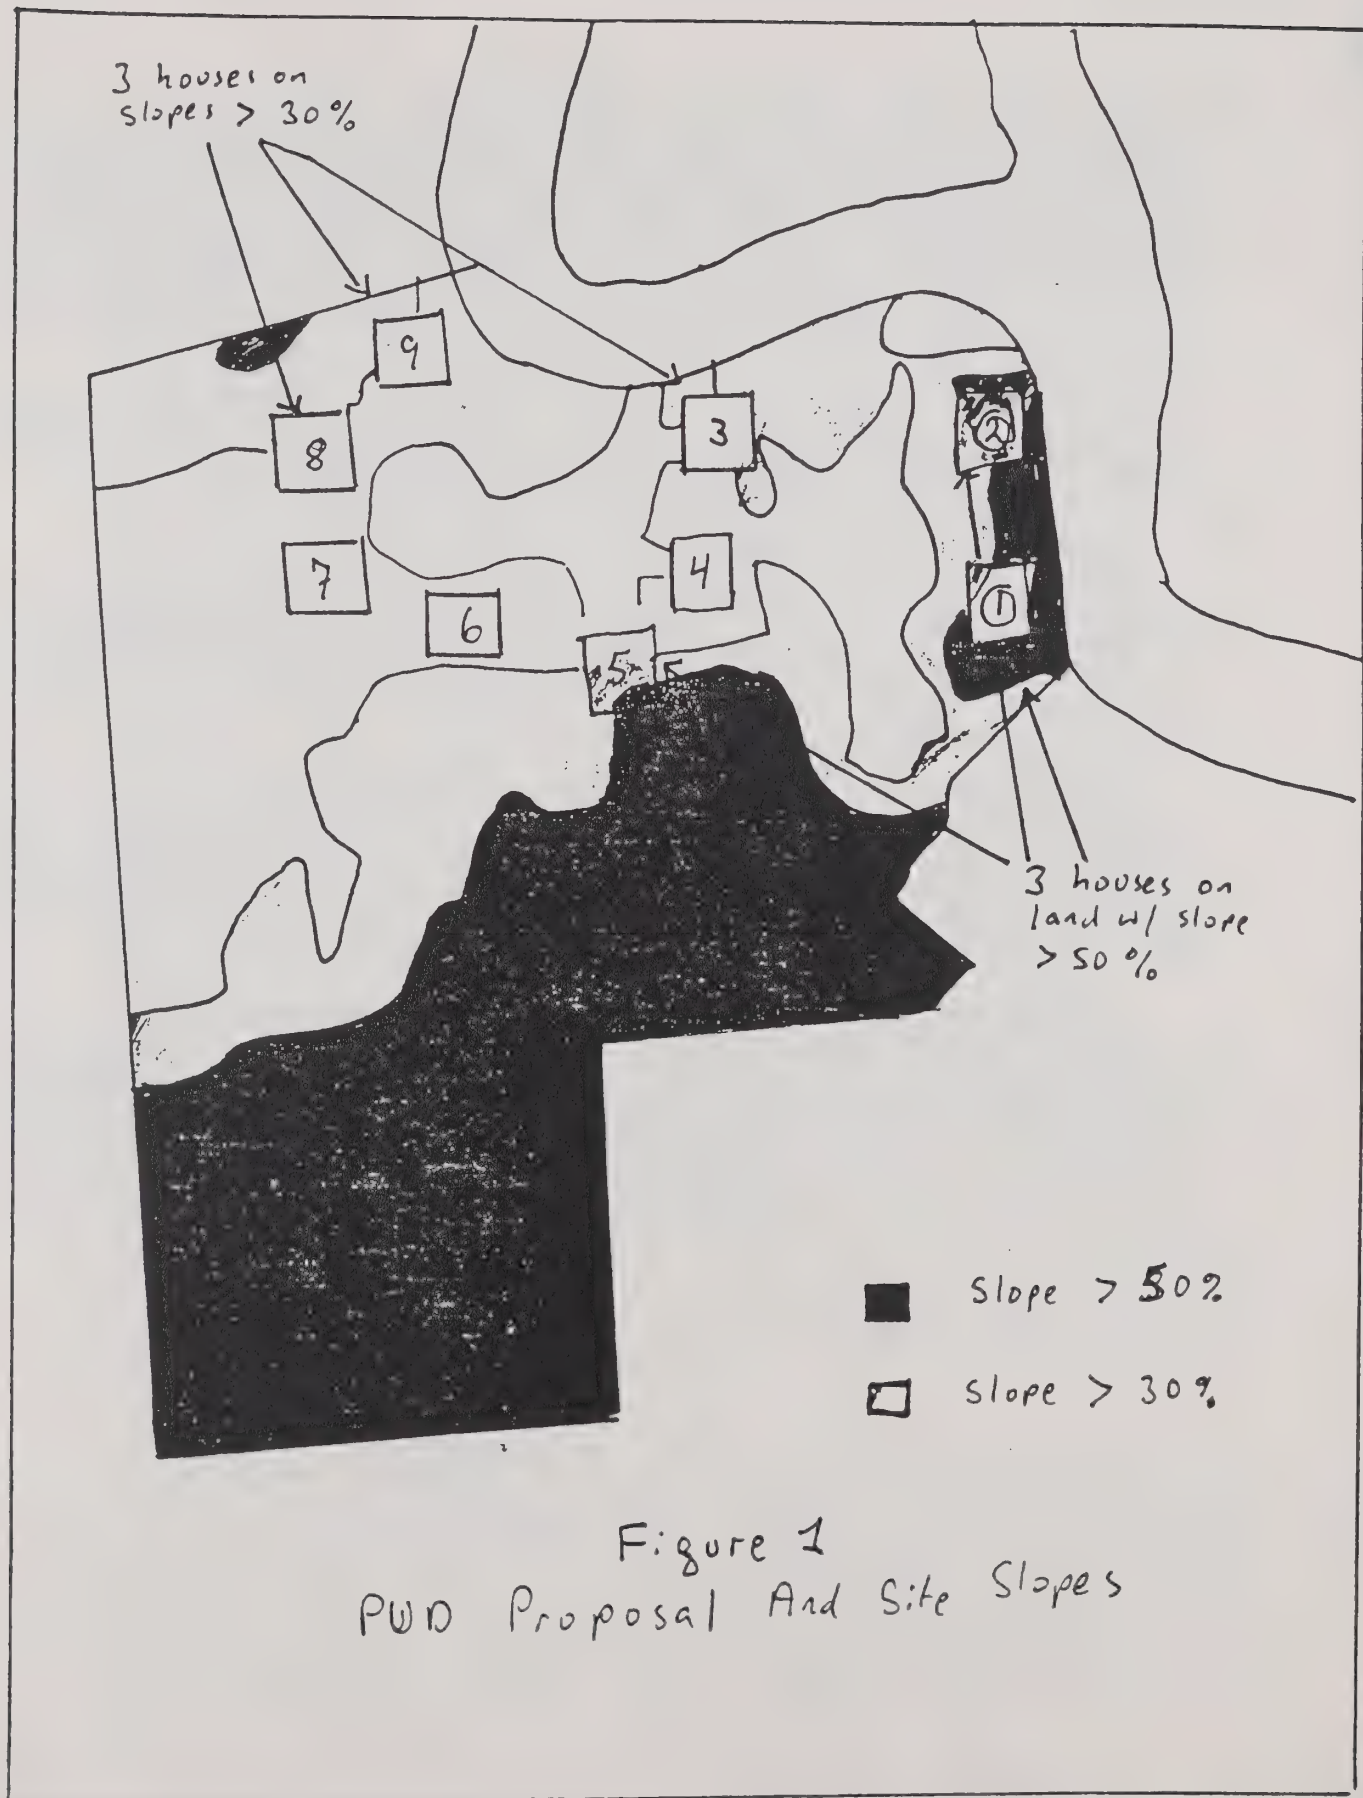 3 houses on
slopes > 30%
9
8
3
2
7
4
1
6
5
3 houses on
land w/ slope
> 50%
Slope > 50%
Slope > 30%
Figure 1
PUD Proposal And Site Slopes